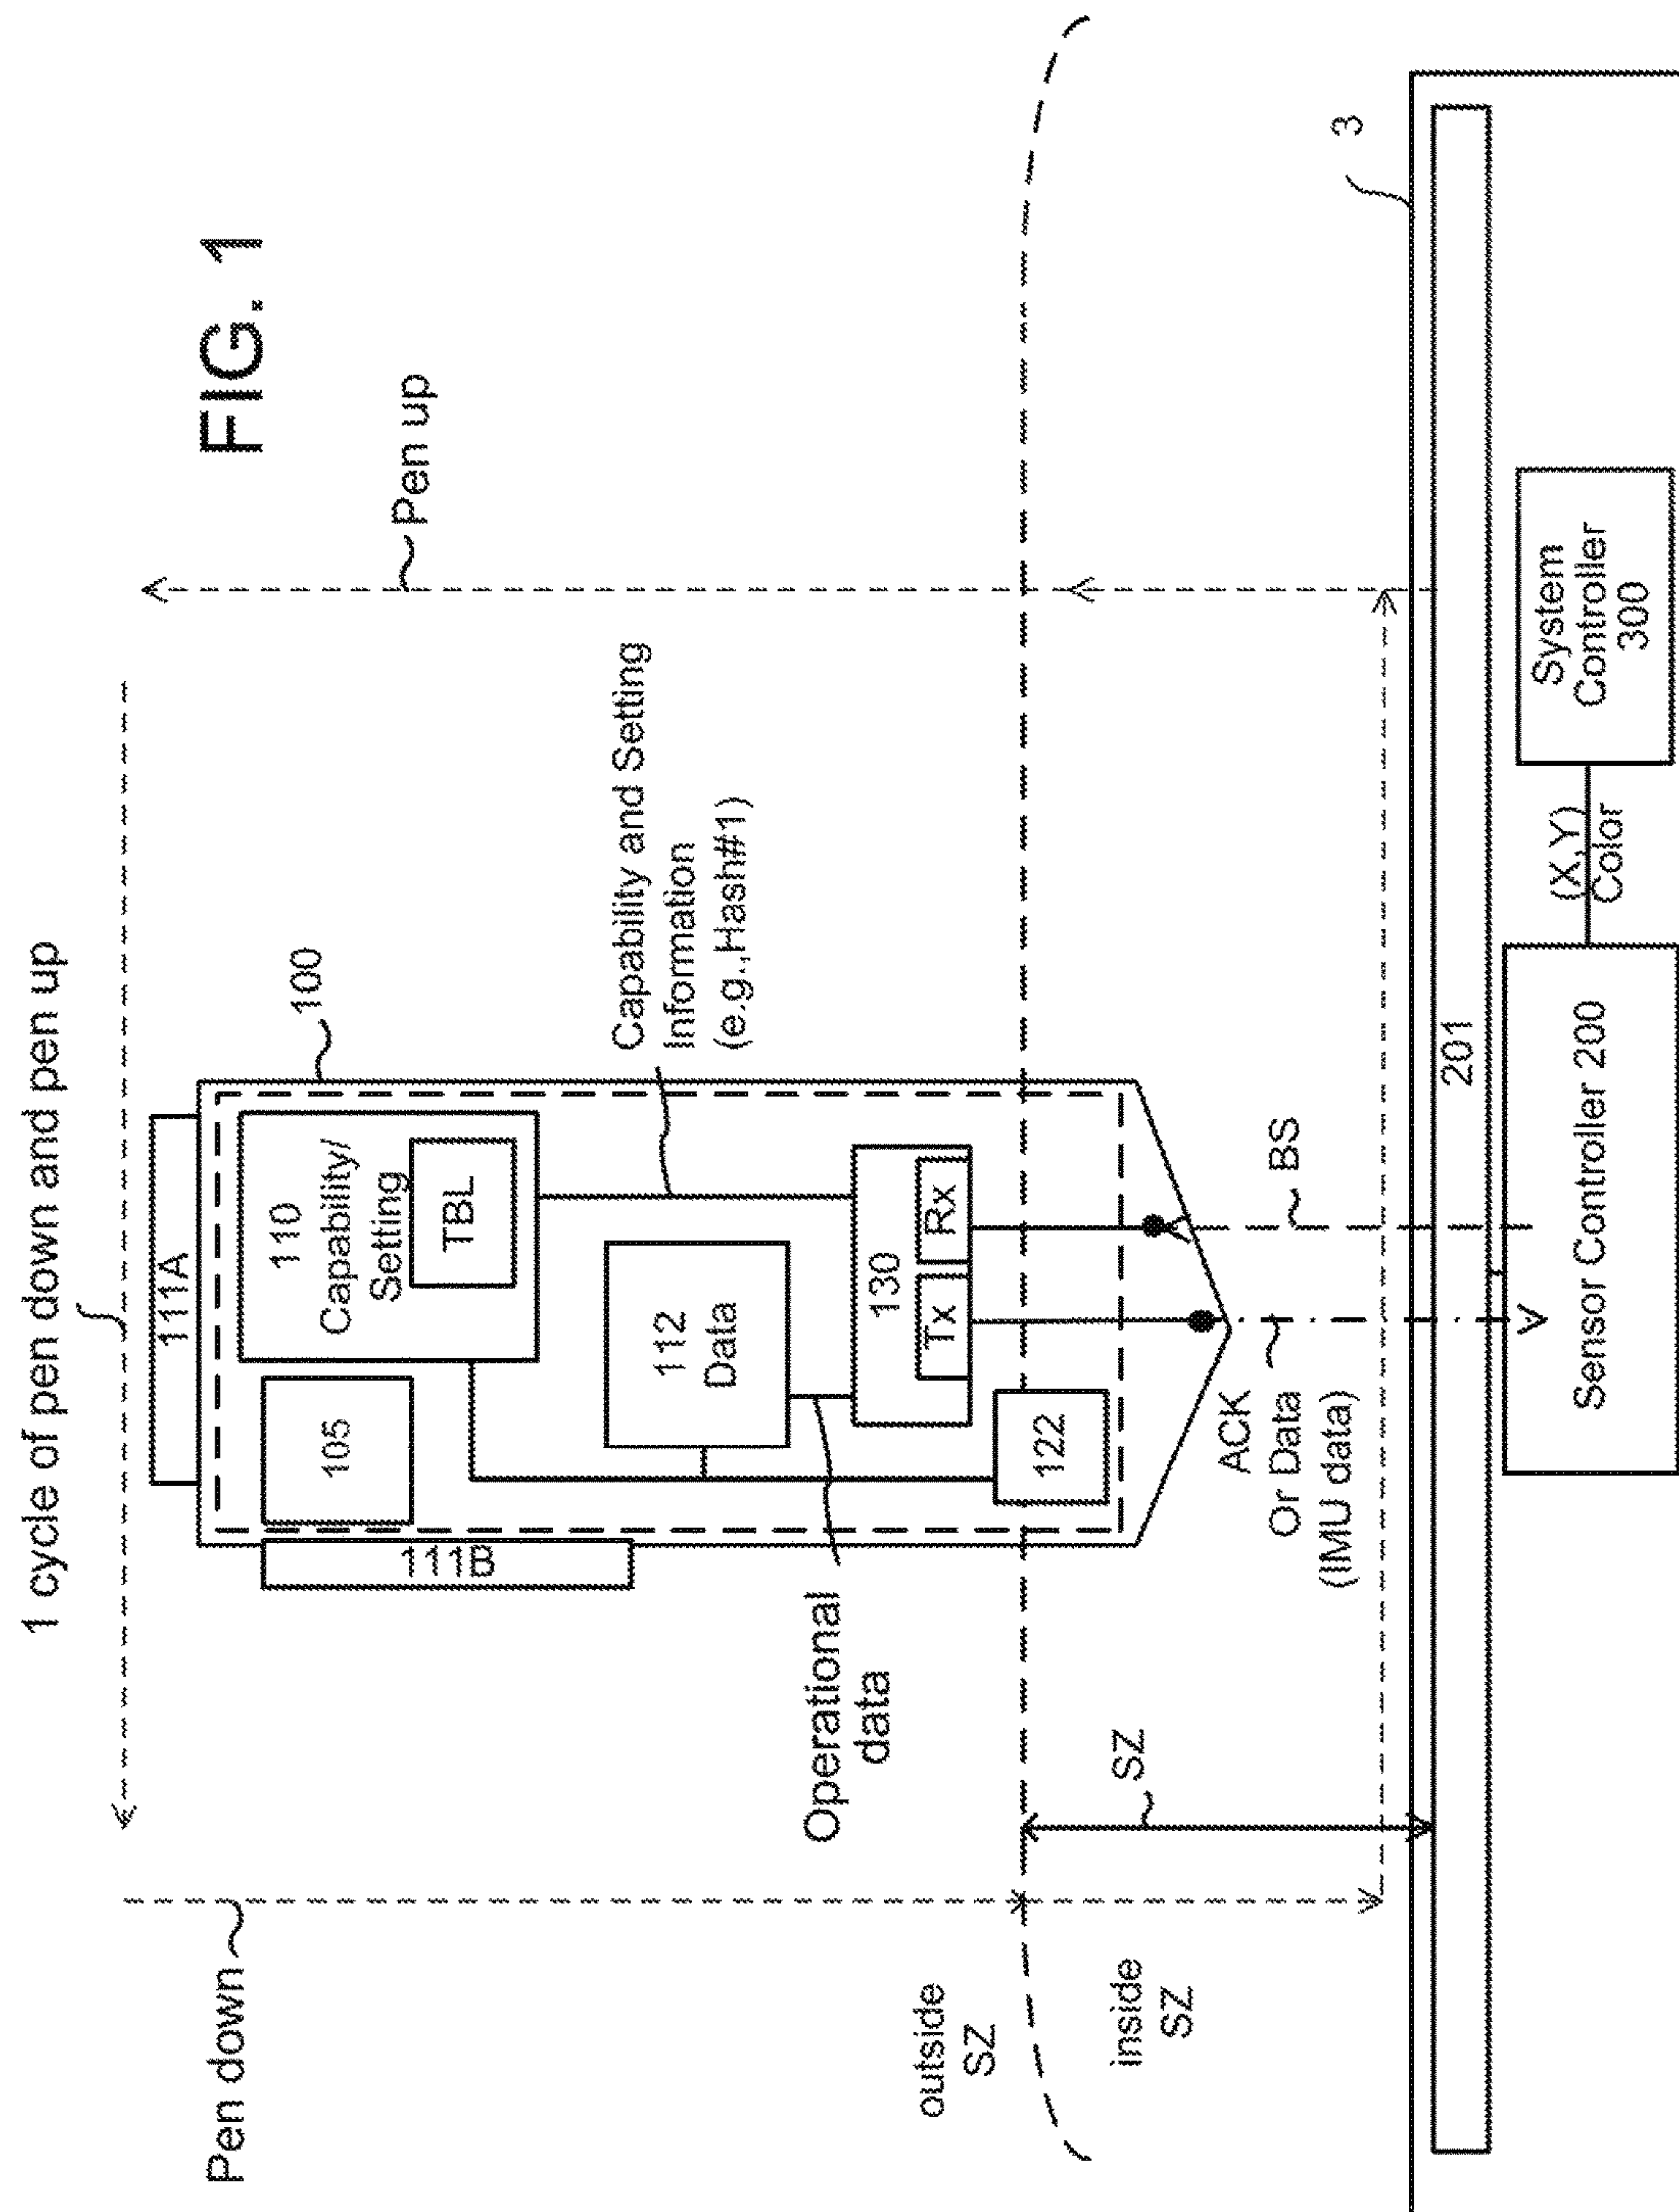 FIG. 1
1 cycle of pen down and pen up
Pen down
Pen up
111A
100
111B
105
110
Capability/
Setting
TBL
112
Data
130
Tx
Rx
122
Capability and Setting
Information
(e.g.,Hash#1)
Operational
data
outside
SZ
inside
SZ
SZ
ACK
Or Data
(IMU data)
BS
3
201
Sensor Controller 200
(X,Y)
Color
System
Controller
300